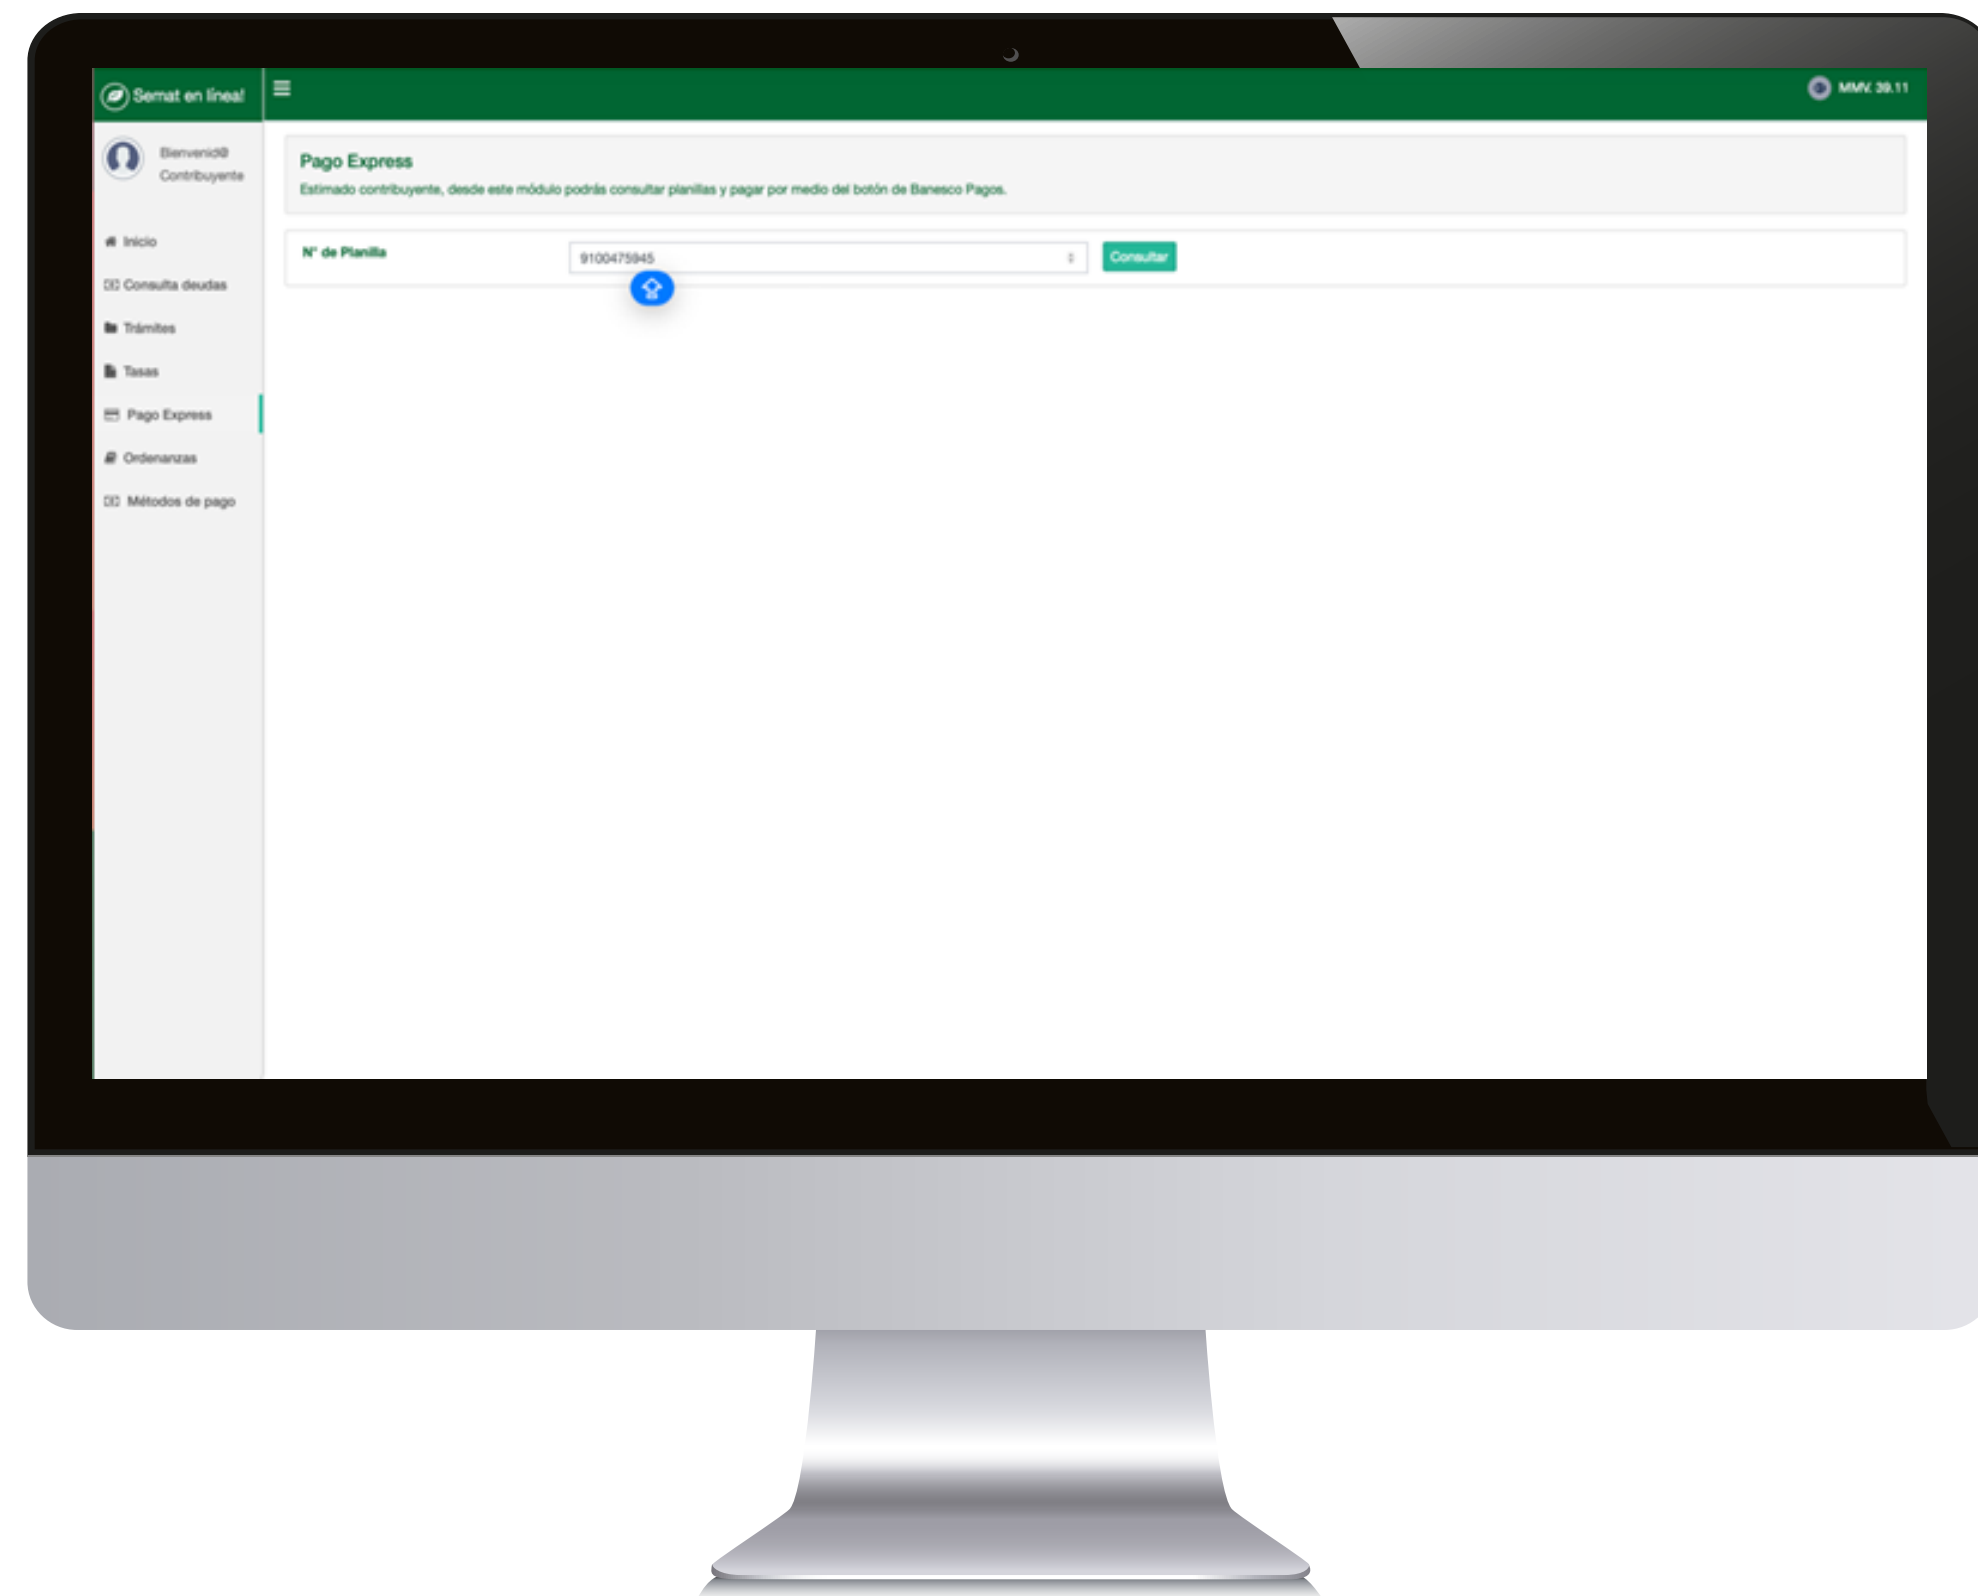 Semat en línea!
MMV. 39.11
Bienvenid@
Contribuyente
Inicio
Consulta deudas
Trámites
Tasas
Pago Express
Ordenanzas
Métodos de pago
Pago Express
Estimado contribuyente, desde este módulo podrás consultar planillas y pagar por medio del botón de Banesco Pagos.
N° de Planilla
9100475945
Consultar